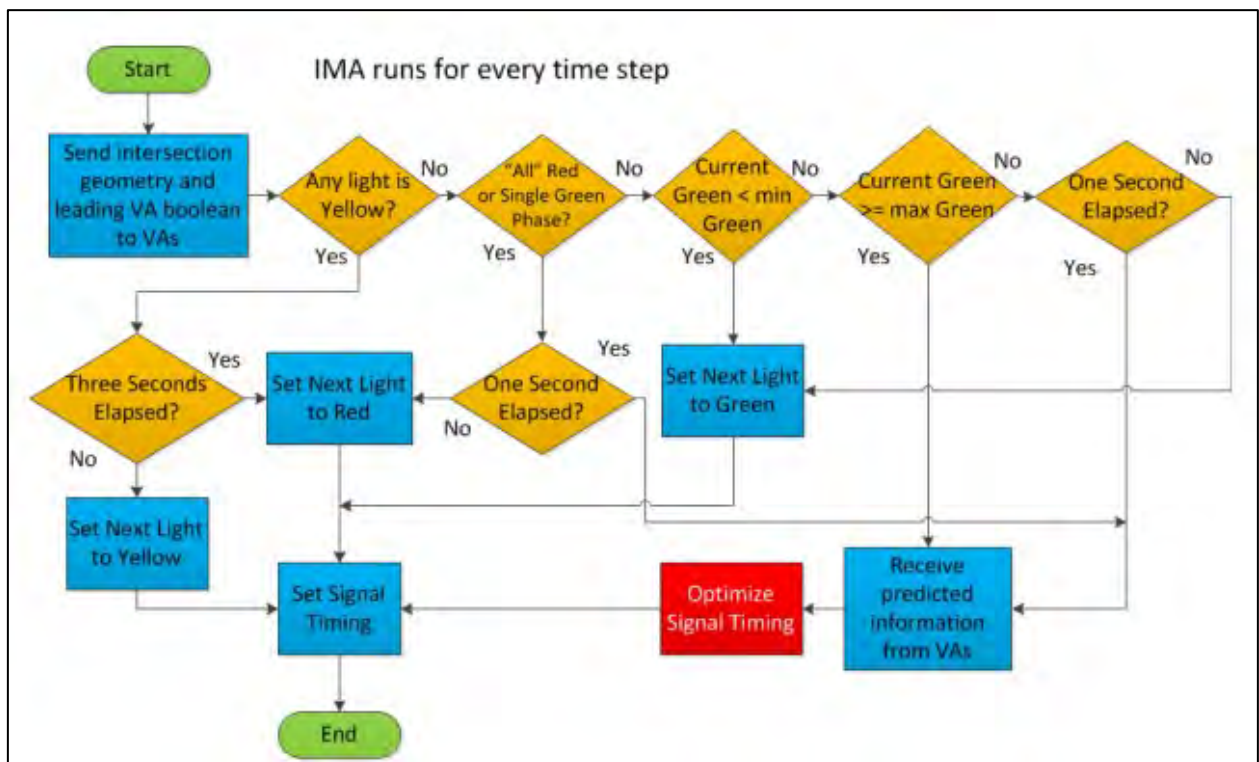 Start
IMA runs for every time step
Send intersection
geometry and
leading VA boolean
to VAs
Any light is
Yellow?
No
Yes
"All" Red
or Single Green
Phase?
No
Yes
Current
Green < min
Green
No
Yes
Current Green
>= max Green
No
Yes
One Second
Elapsed?
No
Yes
Three Seconds
Elapsed?
Yes
No
Set Next Light
to Red
One Second
Elapsed?
Yes
No
Set Next Light
to Green
Set Next Light
to Yellow
Set Signal
Timing
Optimize
Signal Timing
Receive
predicted
information
from VAs
End